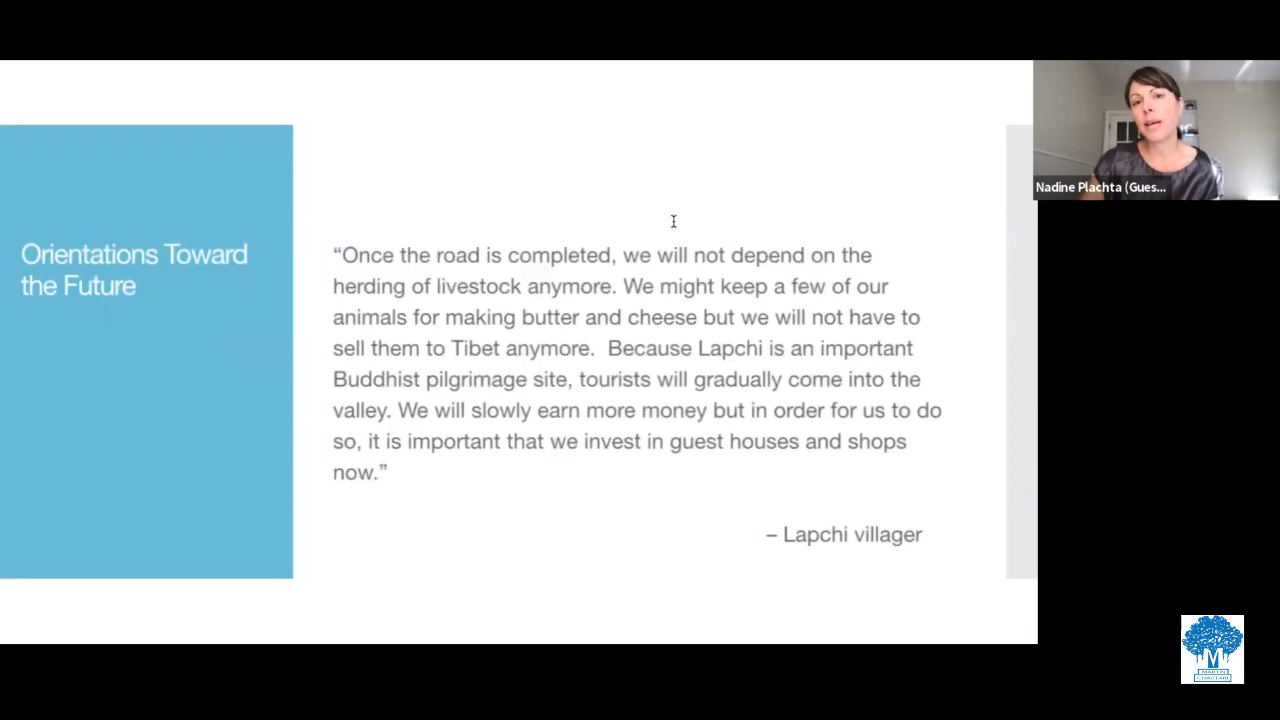 Orientations Toward
the Future
“Once the road is completed, we will not depend on the
herding of livestock anymore. We might keep a few of our
animals for making butter and cheese but we will not have to
sell them to Tibet anymore.  Because Lapchi is an important
Buddhist pilgrimage site, tourists will gradually come into the
valley. We will slowly earn more money but in order for us to do
so, it is important that we invest in guest houses and shops
now.”
– Lapchi villager
Nadine Plachta (Gues...
M
MARTIN
CHAUTARI